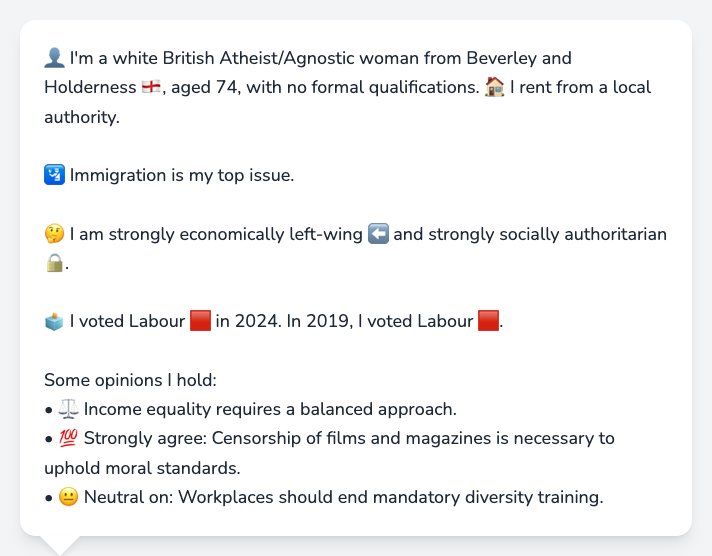 👤 I'm a white British Atheist/Agnostic woman from Beverley and
Holderness 🏴󠁧󠁢󠁥󠁮󠁧󠁿, aged 74, with no formal qualifications. 🏠 I rent from a local
authority.
🛂 Immigration is my top issue.
🤔 I am strongly economically left-wing ⬅️ and strongly socially authoritarian
🔒.
🗳️ I voted Labour 🟥 in 2024. In 2019, I voted Labour 🟥.
Some opinions I hold:
• ⚖️ Income equality requires a balanced approach.
• 💯 Strongly agree: Censorship of films and magazines is necessary to
uphold moral standards.
• 😐 Neutral on: Workplaces should end mandatory diversity training.